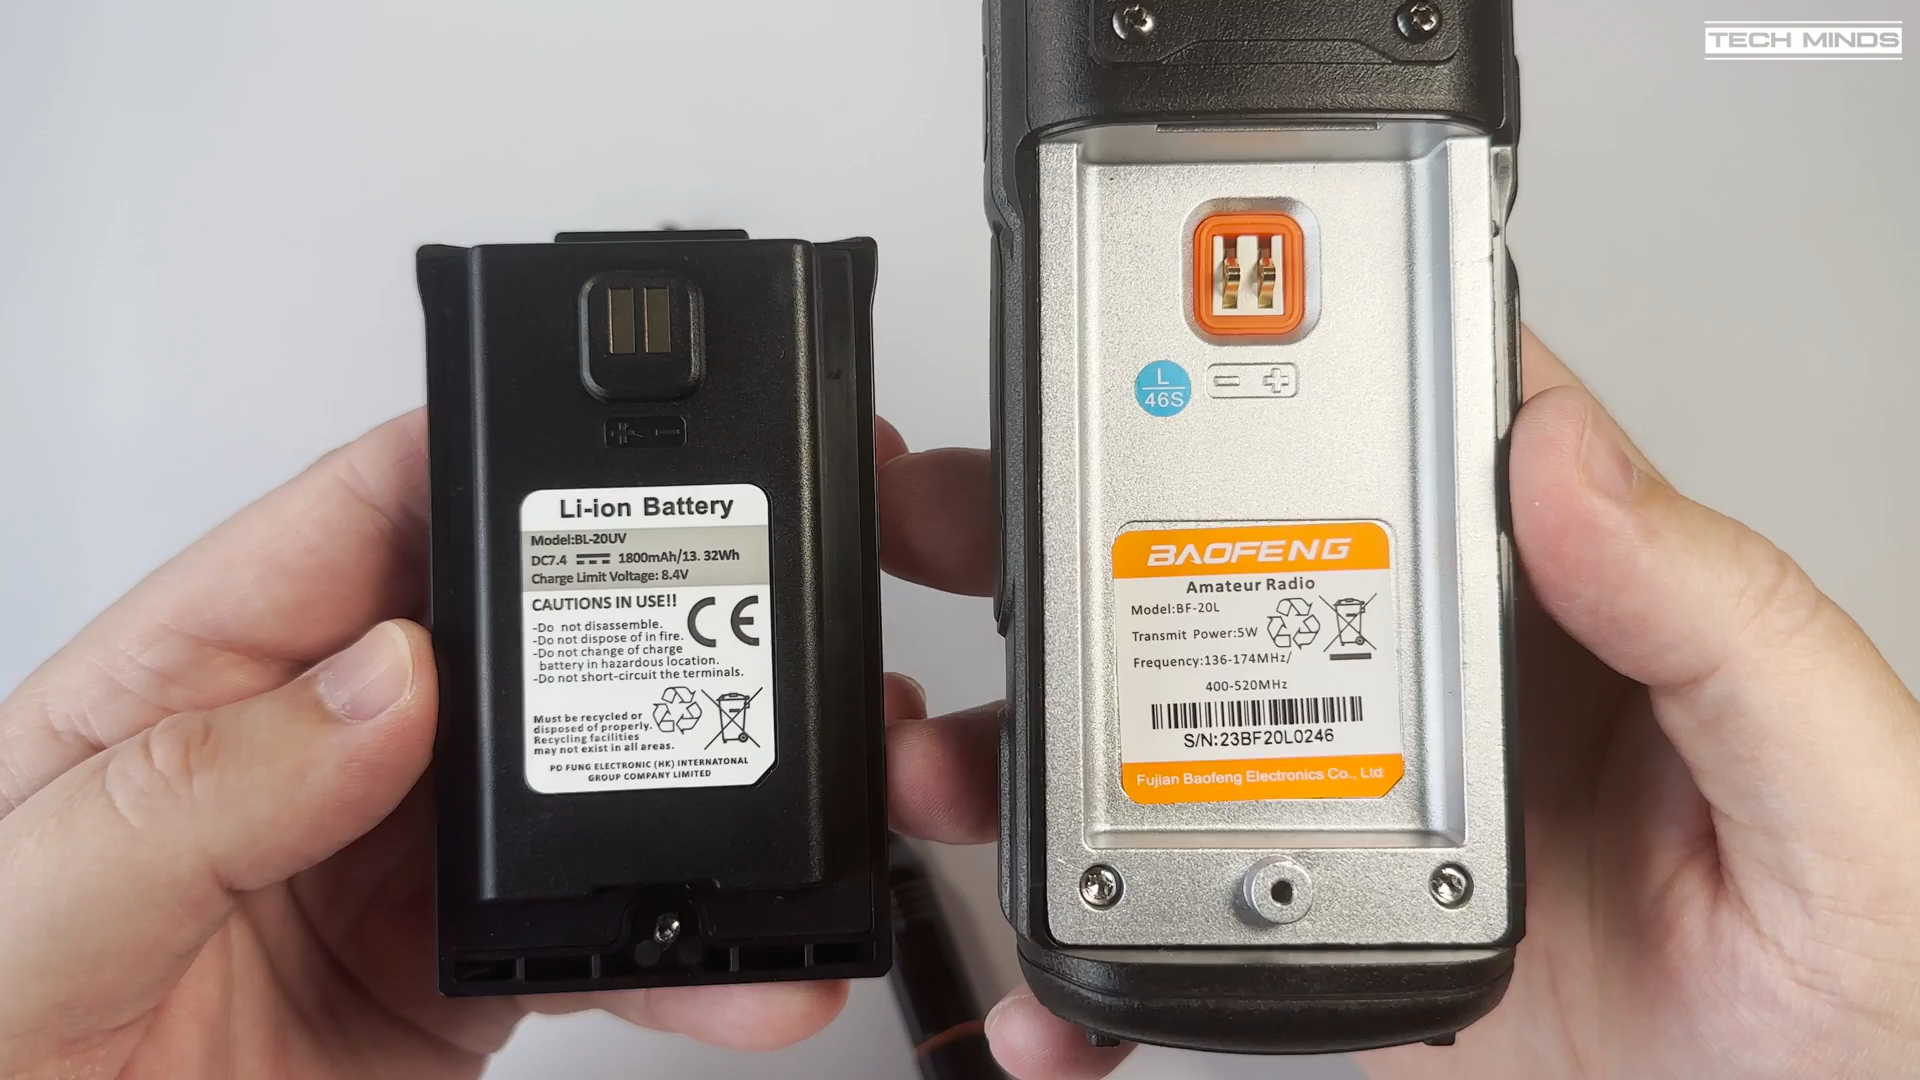 TECH MINDS
Li-ion Battery
Model:BL-20UV
DC7.4 1800mAh/13. 32Wh
Charge Limit Voltage: 8.4V
CAUTIONS IN USE!!
CE
-Do not disassemble.
-Do not dispose of in fire.
-Do not change of charge
battery in hazardous location.
-Do not short-circuit the terminals.
Must be recycled or
disposed of properly.
Recycling facilities
may not exist in all areas.
PO FUNG ELECTRONIC (HK) INTERNATONAL
GROUP COMPANY LIMITED
+ -
L
46S
- +
BAOFENG
Amateur Radio
Model:BF-20L
Transmit Power:5W
Frequency:136-174MHz/
400-520MHz
S/N:23BF20L0246
Fujian Baofeng Electronics Co., Ltd